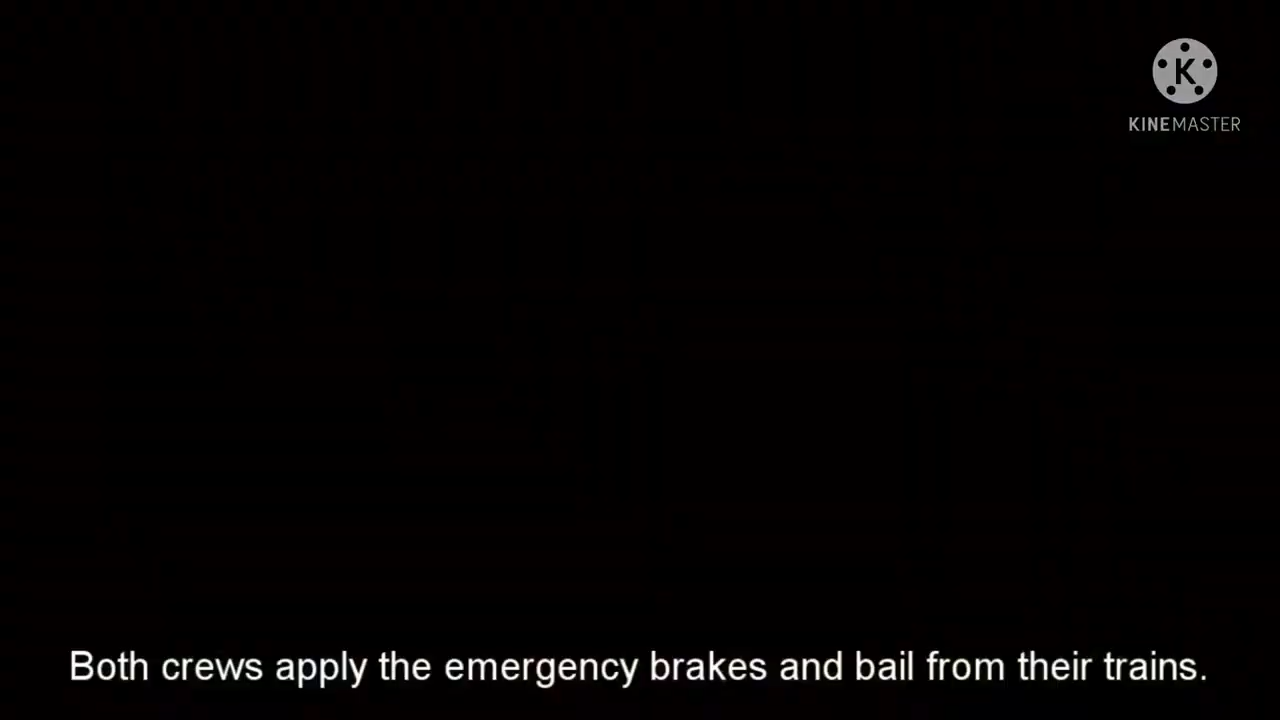 K
KINEMASTER
Both crews apply the emergency brakes and bail from their trains.